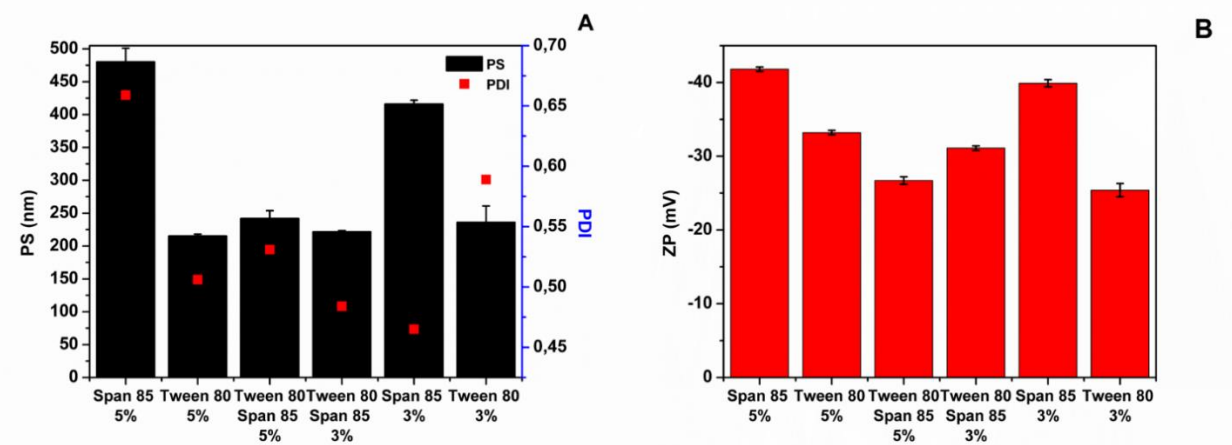 A
500
450
400
350
300
250
200
150
100
50
0
PS (nm)
PS
PDI
0,70
0,65
0,60
0,55
0,50
0,45
PDI
Span 85 Tween 80 Tween 80 Tween 80 Span 85 Tween 80
5% 5% Span 85 Span 85 3% 3%
5% 3%
B
-40
-30
-20
-10
0
ZP (mV)
Span 85 Tween 80 Tween 80 Tween 80 Span 85 Tween 80
5% 5% Span 85 Span 85 3% 3%
5% 3%